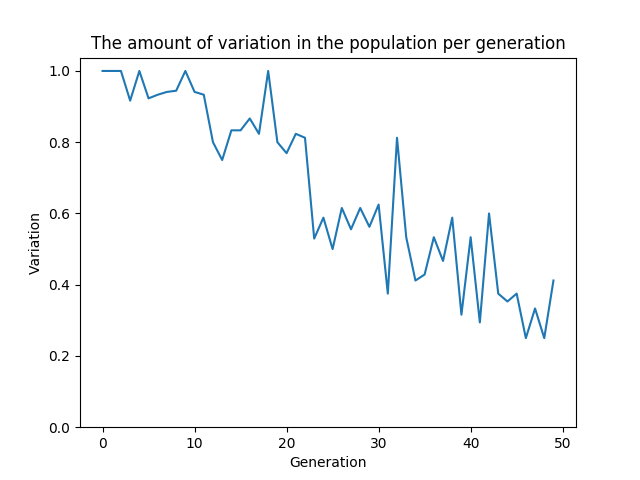 The amount of variation in the population per generation
1.0
0.8
0.6
0.4
0.2
0.0
Variation
0 10 20 30 40 50
Generation